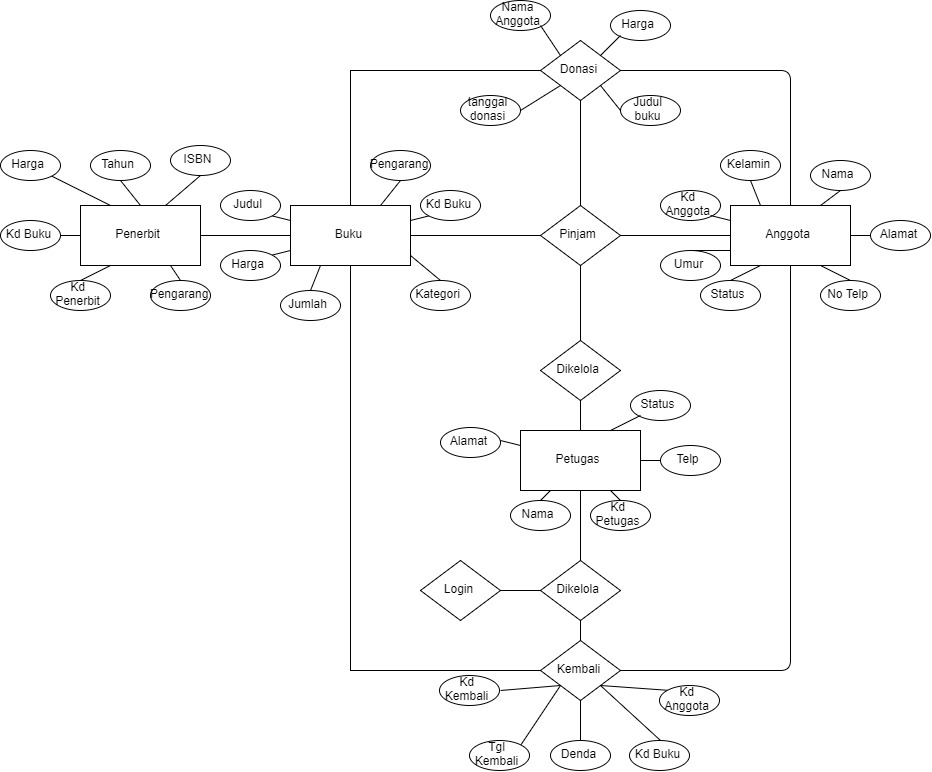 Nama
Anggota
Harga
Donasi
tanggal
donasi
Judul
buku
Harga
Tahun
ISBN
Kd Buku
Penerbit
Kd
Penerbit
Pengarang
Pengarang
Judul
Kd Buku
Buku
Harga
Jumlah
Kategori
Pinjam
Kelamin
Nama
Kd
Anggota
Anggota
Alamat
Umur
Status
No Telp
Dikelola
Status
Alamat
Petugas
Telp
Nama
Kd
Petugas
Login
Dikelola
Kembali
Kd
Kembali
Kd
Anggota
Tgl
Kembali
Denda
Kd Buku